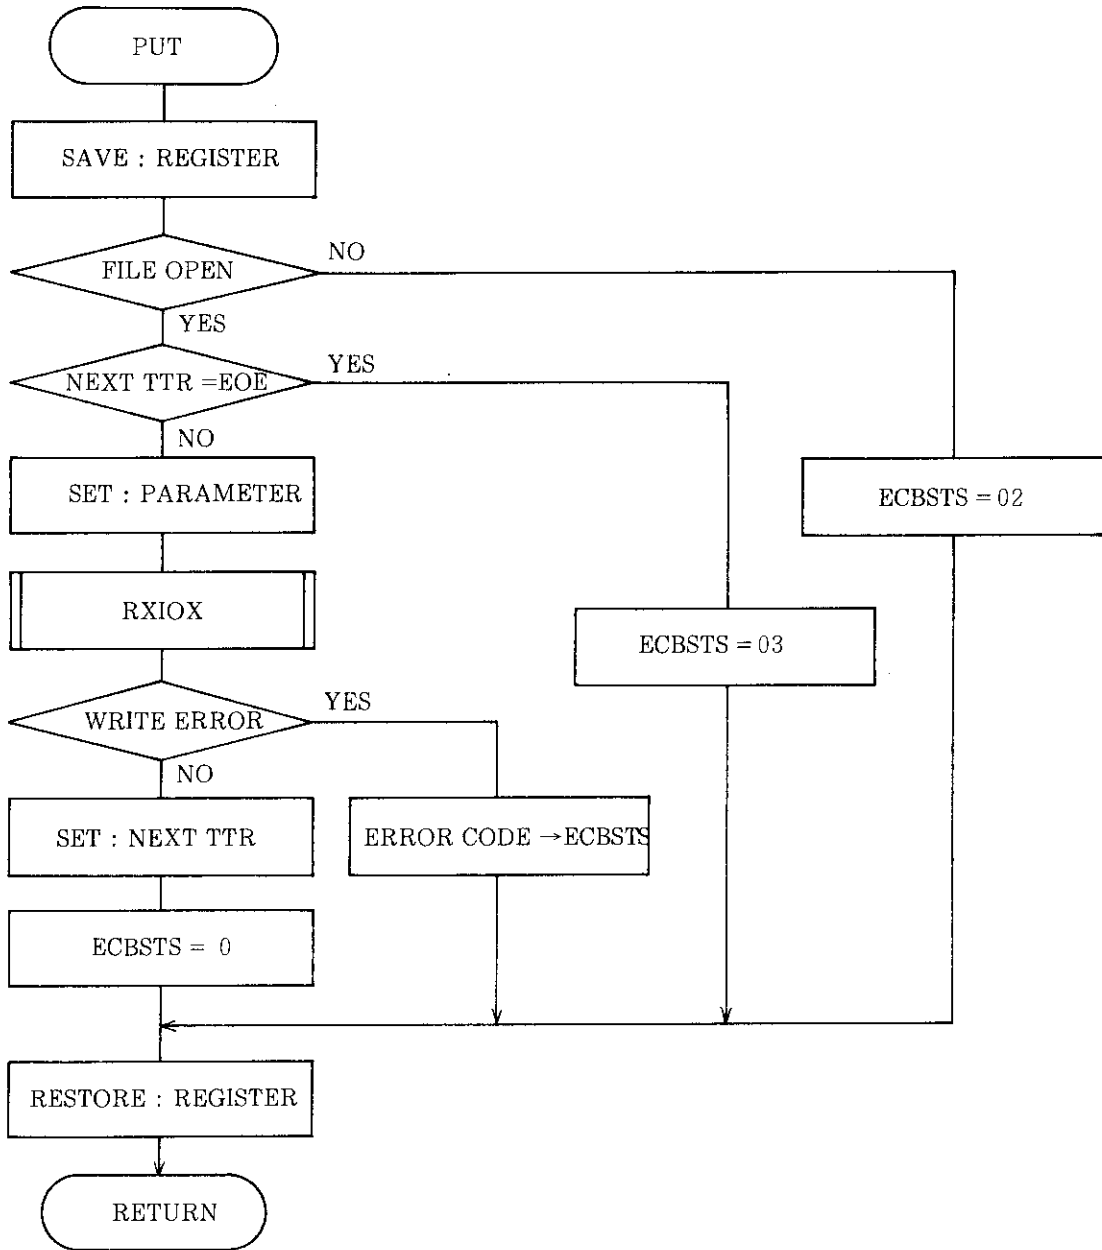 PUT
SAVE : REGISTER
FILE OPEN
NO
YES
NEXT TTR =EOE
YES
NO
SET : PARAMETER
ECBSTS = 02
RXIOX
ECBSTS = 03
WRITE ERROR
YES
NO
SET : NEXT TTR
ERROR CODE →ECBSTS
ECBSTS = 0
RESTORE : REGISTER
RETURN